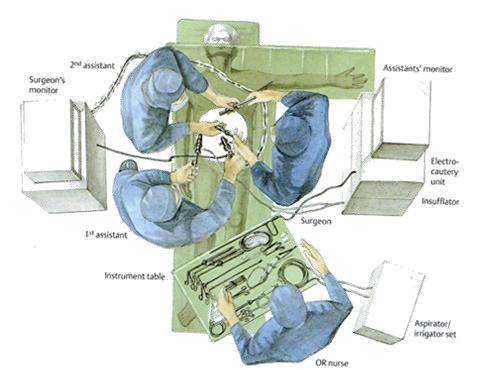 2nd assistant
Surgeon's
monitor
Assistants' monitor
Electro-
cautery
unit
Insufflator
Surgeon
1st assistant
Instrument table
Aspirator/
irrigator set
OR nurse